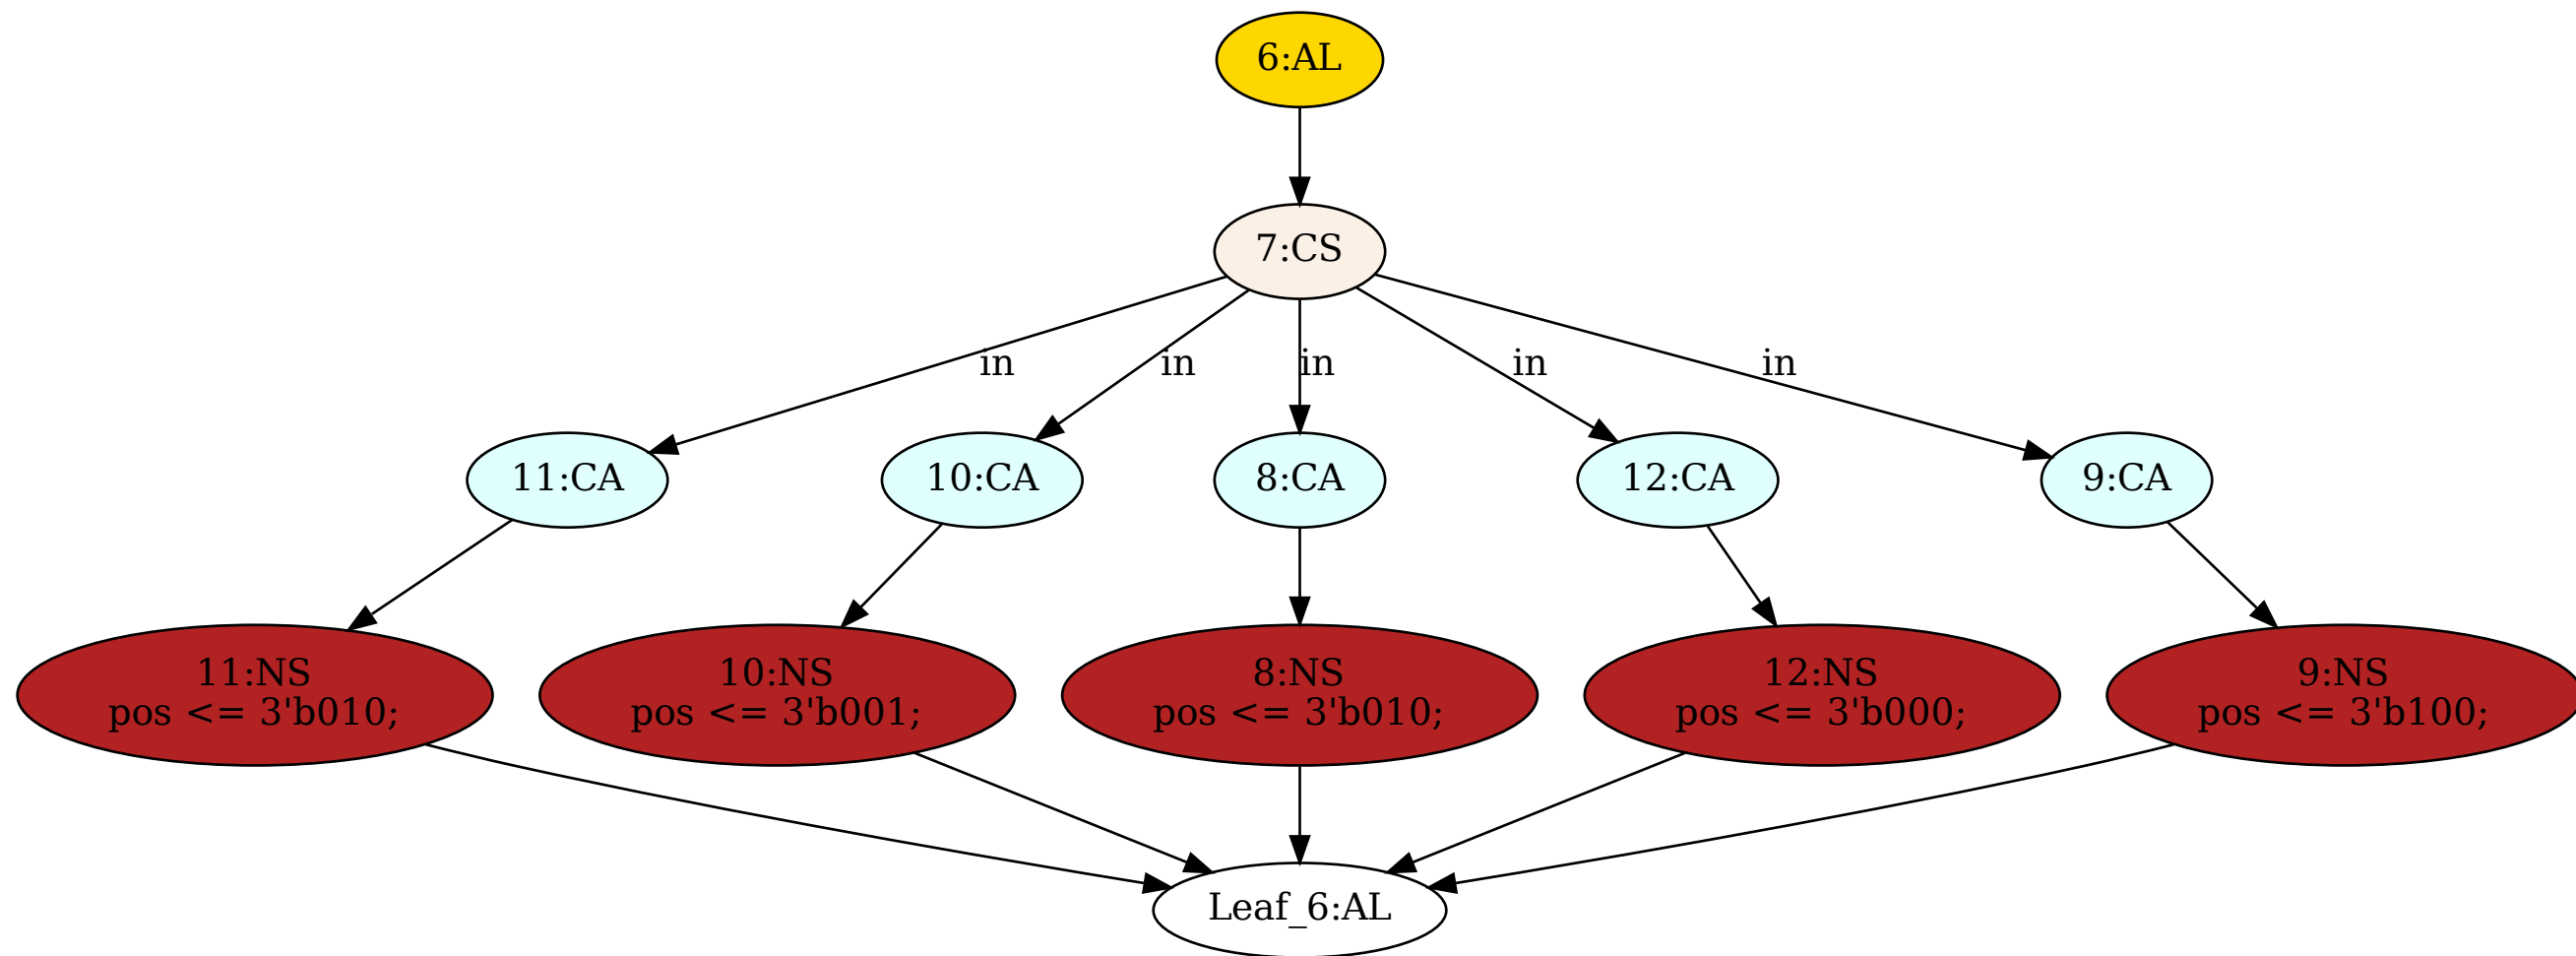 6:AL
7:CS
in
in
in
in
in
11:CA
10:CA
8:CA
12:CA
9:CA
11:NS
pos <= 3'b010;
10:NS
pos <= 3'b001;
8:NS
pos <= 3'b010;
12:NS
pos <= 3'b000;
9:NS
pos <= 3'b100;
Leaf_6:AL